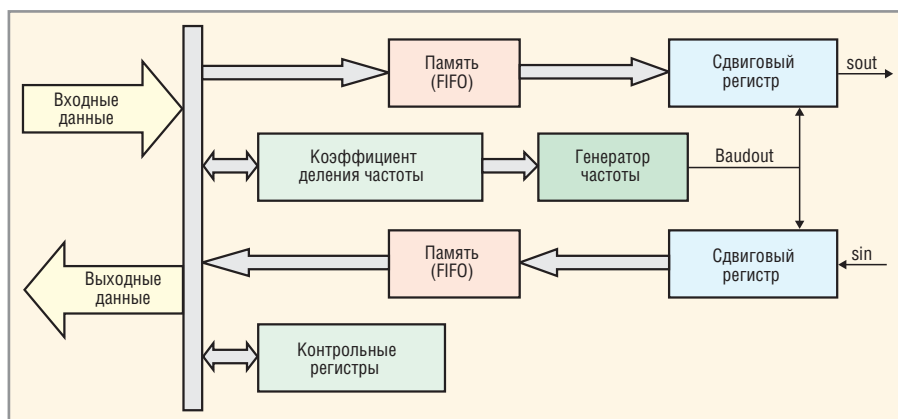 Входные
данные
Память
(FIFO)
Сдвиговый
регистр
sout
Коэффициент
деления частоты
Генератор
частоты
Baudout
Выходные
данные
Память
(FIFO)
Сдвиговый
регистр
sin
Контрольные
регистры